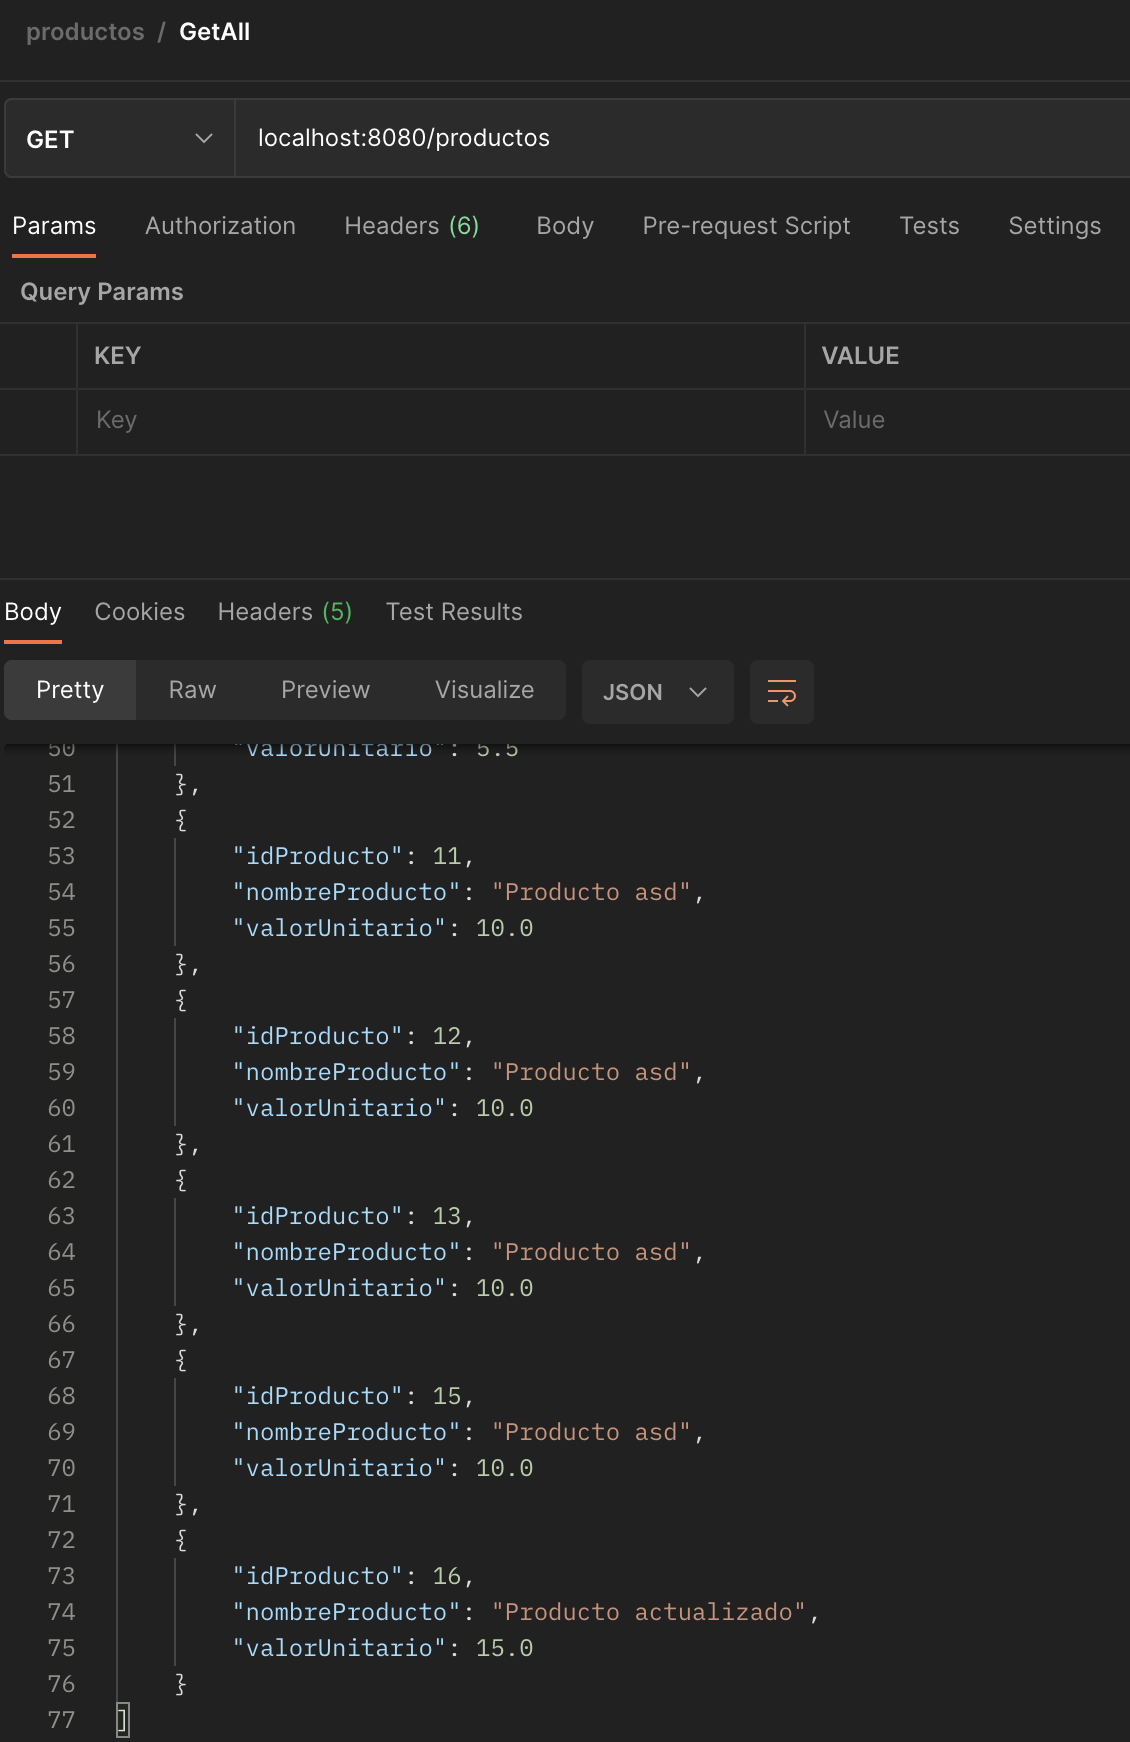 productos / GetAll
GET localhost:8080/productos
Params Authorization Headers (6) Body Pre-request Script Tests Settings
Query Params
KEY VALUE
Key Value
Body Cookies Headers (5) Test Results
Pretty Raw Preview Visualize JSON
50 "valorUnitario": 5.5
51 },
52 {
53 "idProducto": 11,
54 "nombreProducto": "Producto asd",
55 "valorUnitario": 10.0
56 },
57 {
58 "idProducto": 12,
59 "nombreProducto": "Producto asd",
60 "valorUnitario": 10.0
61 },
62 {
63 "idProducto": 13,
64 "nombreProducto": "Producto asd",
65 "valorUnitario": 10.0
66 },
67 {
68 "idProducto": 15,
69 "nombreProducto": "Producto asd",
70 "valorUnitario": 10.0
71 },
72 {
73 "idProducto": 16,
74 "nombreProducto": "Producto actualizado",
75 "valorUnitario": 15.0
76 }
77 ]